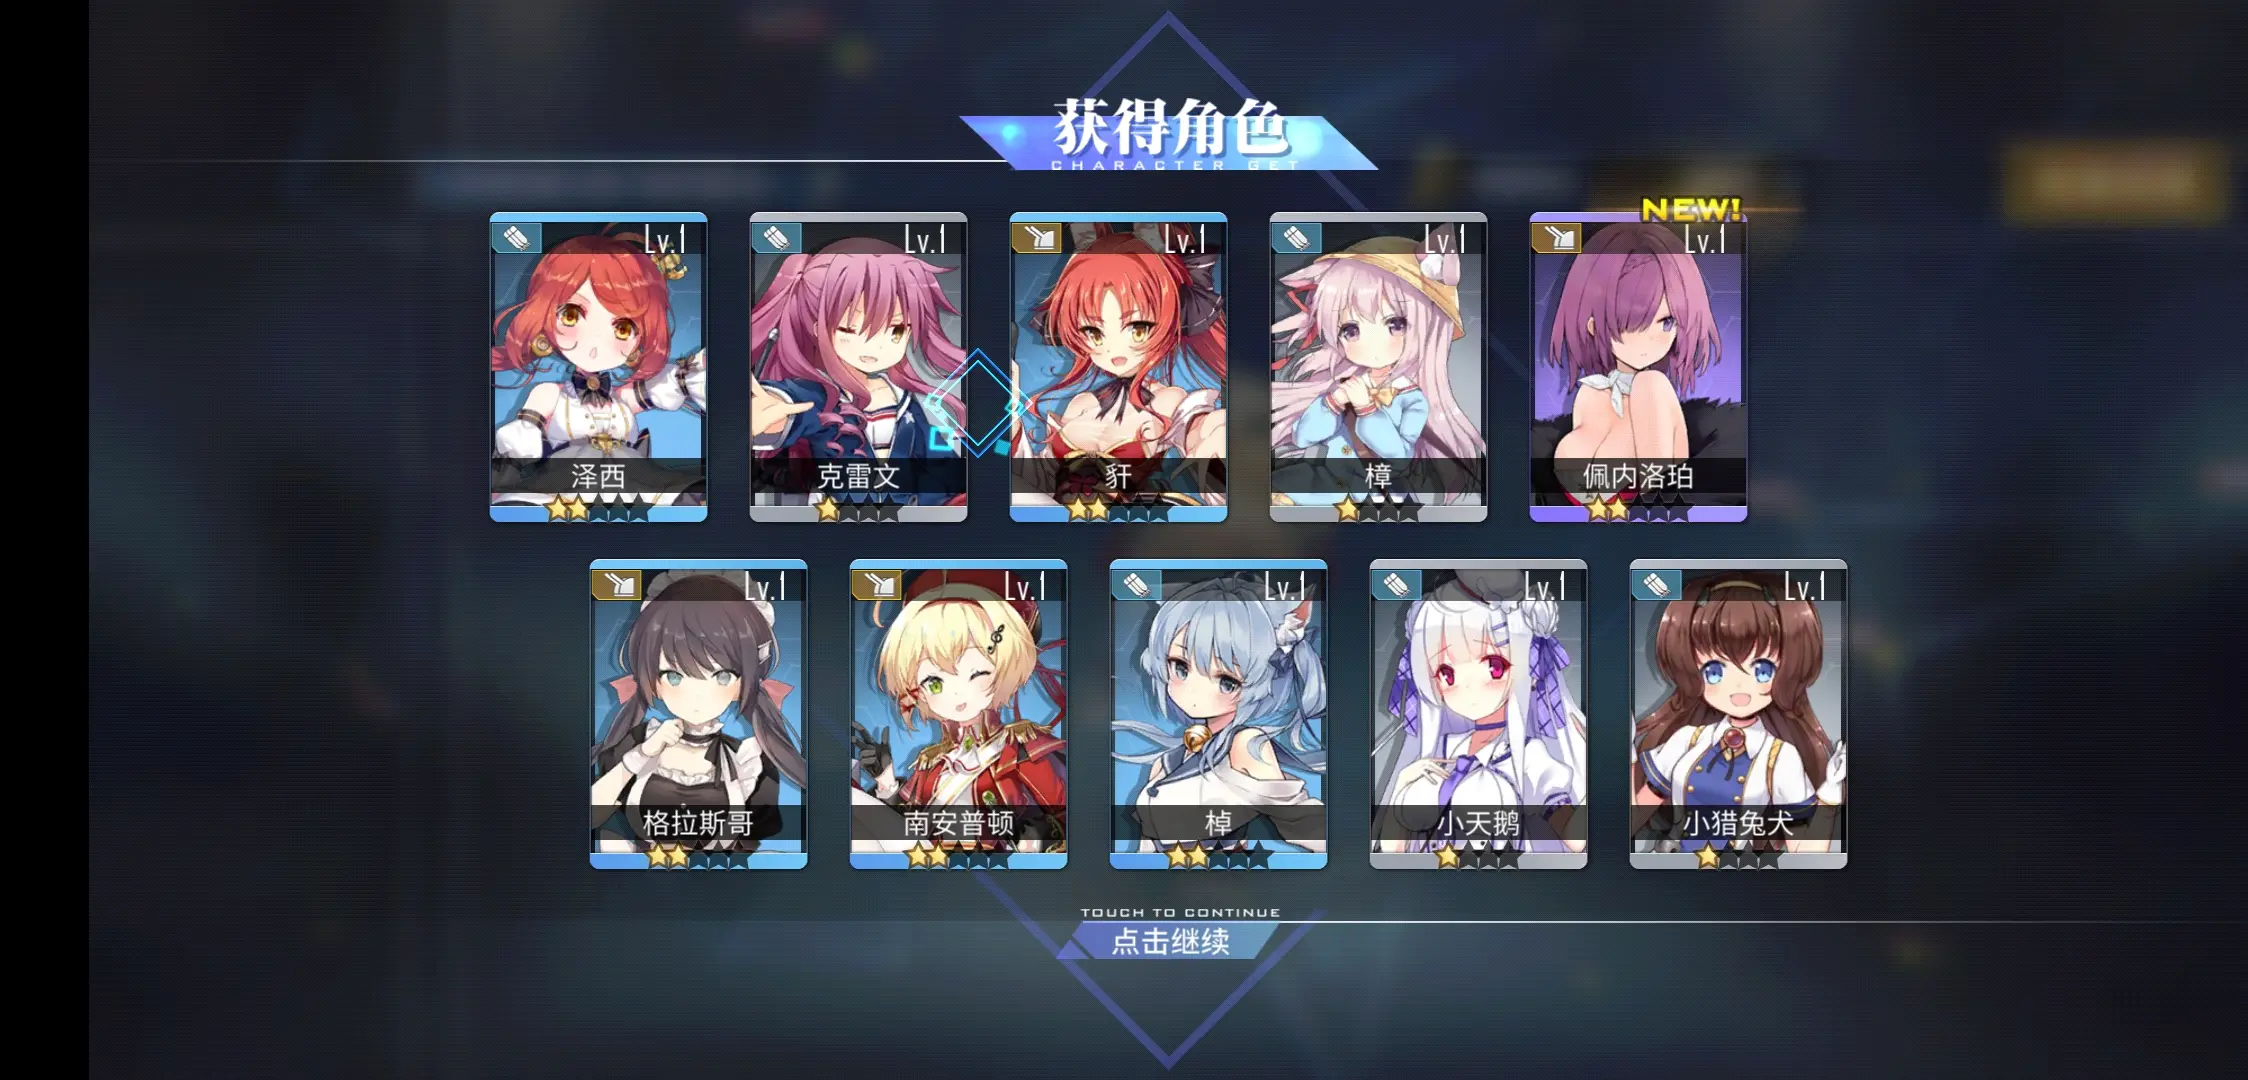 获得角色
CHARACTER GET
NEW!
Lv.1 Lv.1 Lv.1 Lv.1 Lv.1
泽西 克雷文 豻 樟 佩内洛珀
Lv.1 Lv.1 Lv.1 Lv.1 Lv.1
格拉斯哥 南安普顿 棹 小天鹅 小猎兔犬
TOUCH TO CONTINUE
点击继续